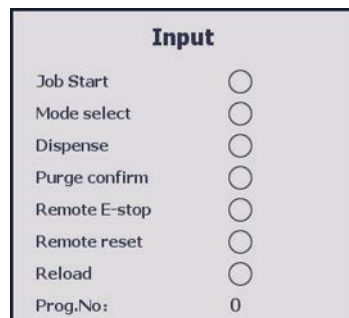 Input
Job Start
Mode select
Dispense
Purge confirm
Remote E-stop
Remote reset
Reload
Prog.No: 0